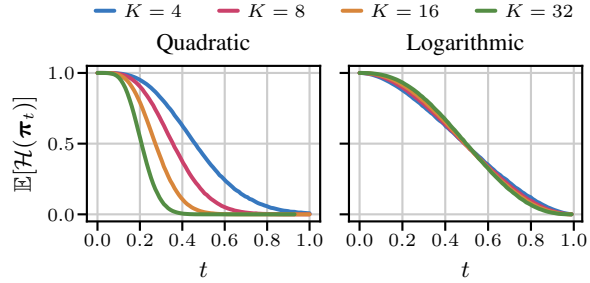 K = 4 K = 8 K = 16 K = 32
Quadratic Logarithmic
𝔼[ℋ(𝝅ₜ)]
1.0
0.5
0.0
0.0 0.2 0.4 0.6 0.8 1.0 0.0 0.2 0.4 0.6 0.8 1.0
t t